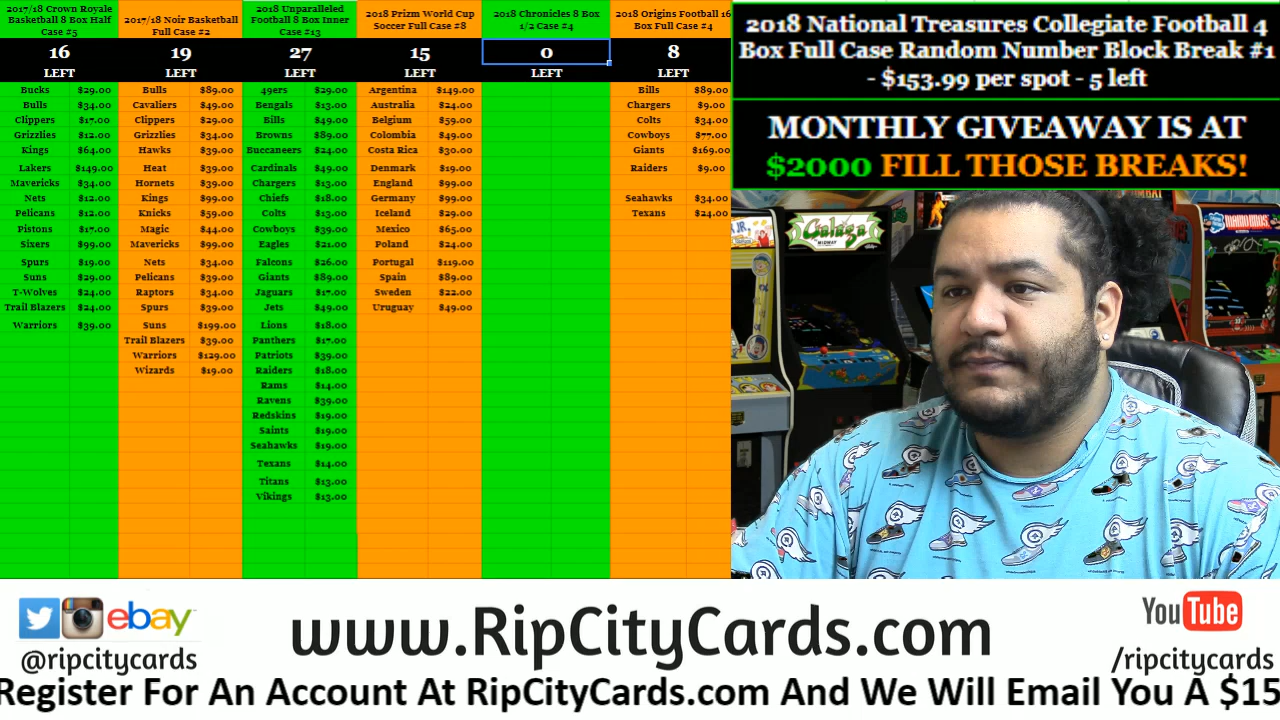 2017/18 Crown Royale
Basketball 8 Box Half
Case #5
16
LEFT
Bucks $29.00
Bulls $34.00
Clippers $17.00
Grizzlies $12.00
Kings $64.00
Lakers $149.00
Mavericks $34.00
Nets $12.00
Pelicans $12.00
Pistons $17.00
Sixers $99.00
Spurs $19.00
Suns $29.00
T-Wolves $24.00
Trail Blazers $24.00
Warriors $39.00
2017/18 Noir Basketball
Full Case #2
19
LEFT
Bulls $89.00
Cavaliers $49.00
Clippers $29.00
Grizzlies $34.00
Hawks $39.00
Heat $39.00
Hornets $39.00
Kings $99.00
Knicks $59.00
Magic $44.00
Mavericks $99.00
Nets $34.00
Pelicans $39.00
Raptors $34.00
Spurs $39.00
Suns $199.00
Trail Blazers $39.00
Warriors $129.00
Wizards $19.00
2018 Unparalleled
Football 8 Box Inner
Case #13
27
LEFT
49ers $29.00
Bengals $13.00
Bills $49.00
Browns $89.00
Buccaneers $24.00
Cardinals $49.00
Chargers $13.00
Chiefs $18.00
Colts $13.00
Cowboys $39.00
Eagles $21.00
Falcons $26.00
Giants $89.00
Jaguars $17.00
Jets $49.00
Lions $18.00
Panthers $17.00
Patriots $39.00
Raiders $18.00
Rams $14.00
Ravens $39.00
Redskins $19.00
Saints $19.00
Seahawks $19.00
Texans $14.00
Titans $13.00
Vikings $13.00
2018 Prizm World Cup
Soccer Full Case #8
15
LEFT
Argentina $149.00
Australia $24.00
Belgium $59.00
Colombia $49.00
Costa Rica $30.00
Denmark $19.00
England $99.00
Germany $99.00
Iceland $29.00
Mexico $65.00
Poland $24.00
Portugal $119.00
Spain $89.00
Sweden $22.00
Uruguay $49.00
2018 Chronicles 8 Box
1/2 Case #4
0
LEFT
2018 Origins Football 16
Box Full Case #4
8
LEFT
Bills $89.00
Chargers $9.00
Colts $34.00
Cowboys $77.00
Giants $169.00
Raiders $9.00
Seahawks $34.00
Texans $24.00
2018 National Treasures Collegiate Football 4
Box Full Case Random Number Block Break #1
- $153.99 per spot - 5 left
MONTHLY GIVEAWAY IS AT
$2000 FILL THOSE BREAKS!
Galaga
MIDWAY
MARIO BROS.
ebay
@ripcitycards
www.RipCityCards.com
YouTube
/ripcitycards
Register For An Account At RipCityCards.com And We Will Email You A $15